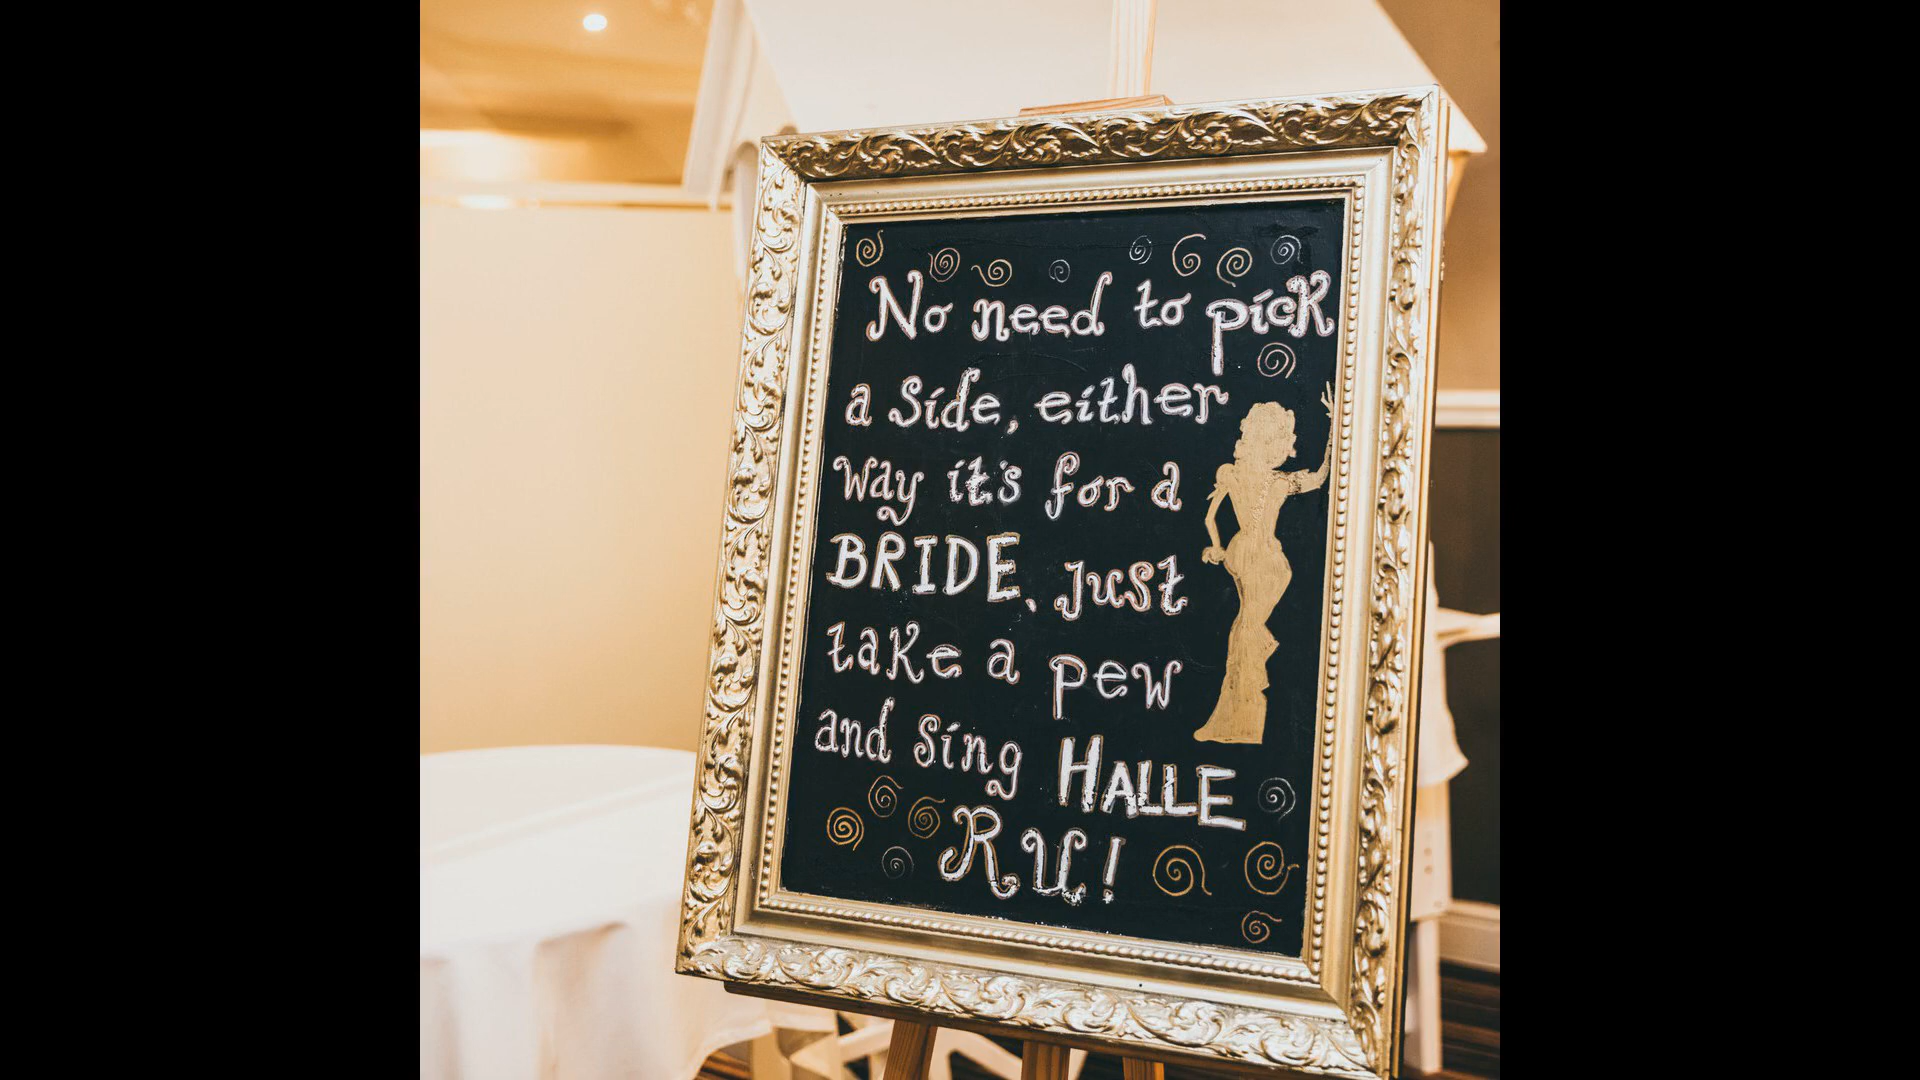 No need to pick
a side, either
way it's for a
BRIDE, just
take a pew
and sing HALLE
RU!